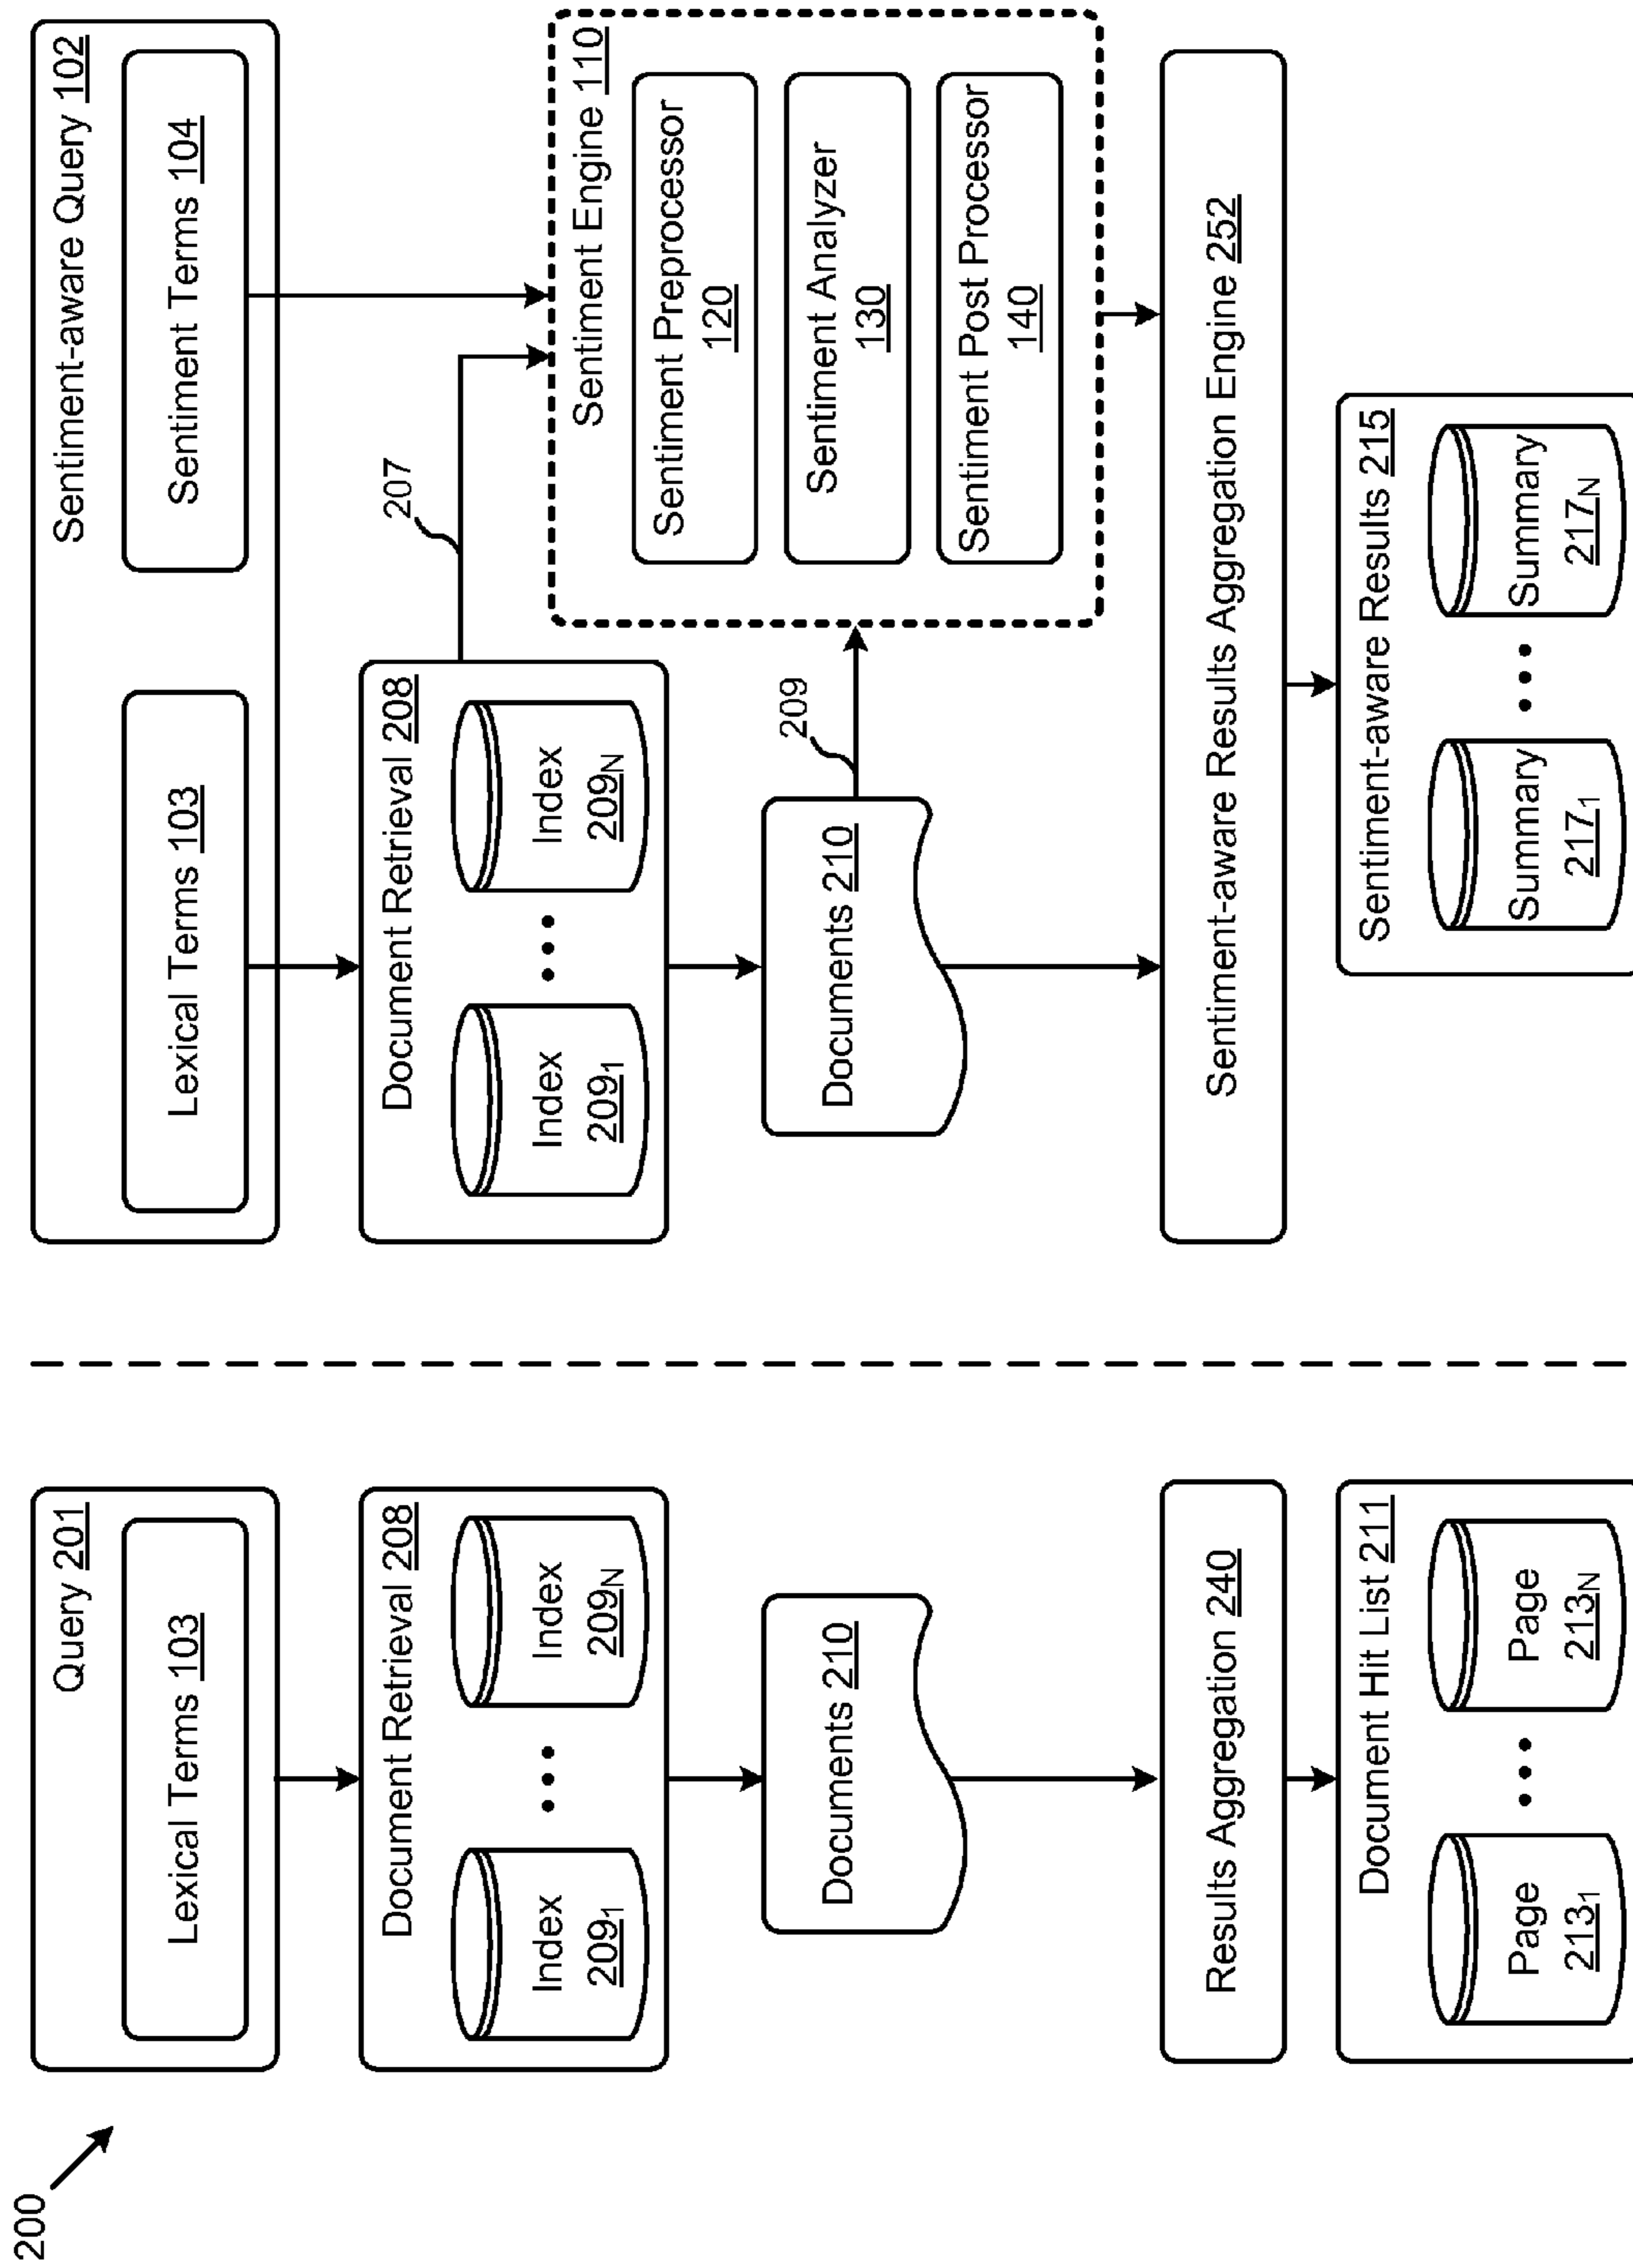 200
Query 201
Lexical Terms 103
Document Retrieval 208
Index
209₁
Index
209N
Documents 210
Results Aggregation 240
Document Hit List 211
Page
213₁
Page
213N
Sentiment-aware Query 102
Lexical Terms 103
Sentiment Terms 104
Document Retrieval 208
Index
209₁
Index
209N
207
Documents 210
209
Sentiment Engine 110
Sentiment Preprocessor
120
Sentiment Analyzer
130
Sentiment Post Processor
140
Sentiment-aware Results Aggregation Engine 252
Sentiment-aware Results 215
Summary
217₁
Summary
217N